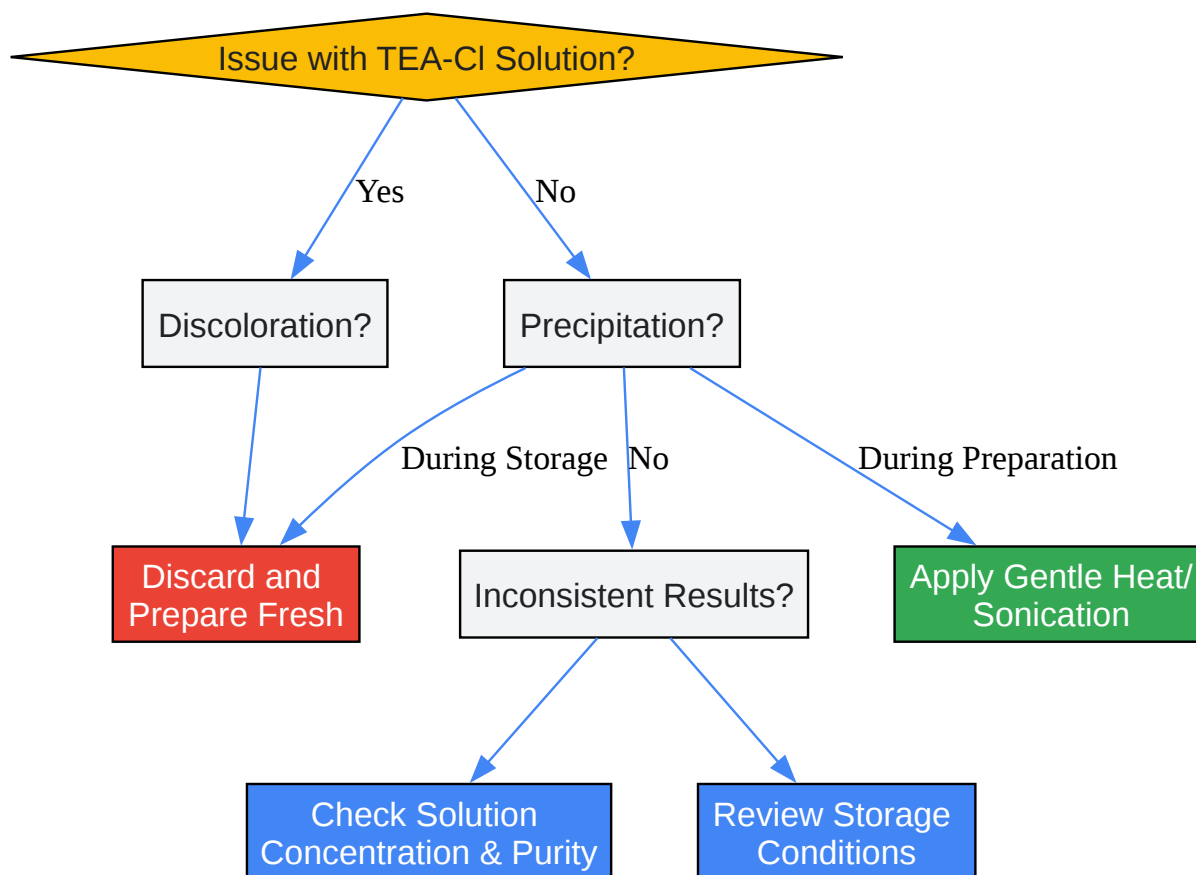 Issue with TEA-Cl Solution?
Yes
No
Discoloration?
Precipitation?
During Storage
No
During Preparation
Discard and
Prepare Fresh
Inconsistent Results?
Apply Gentle Heat/
Sonication
Check Solution
Concentration & Purity
Review Storage
Conditions